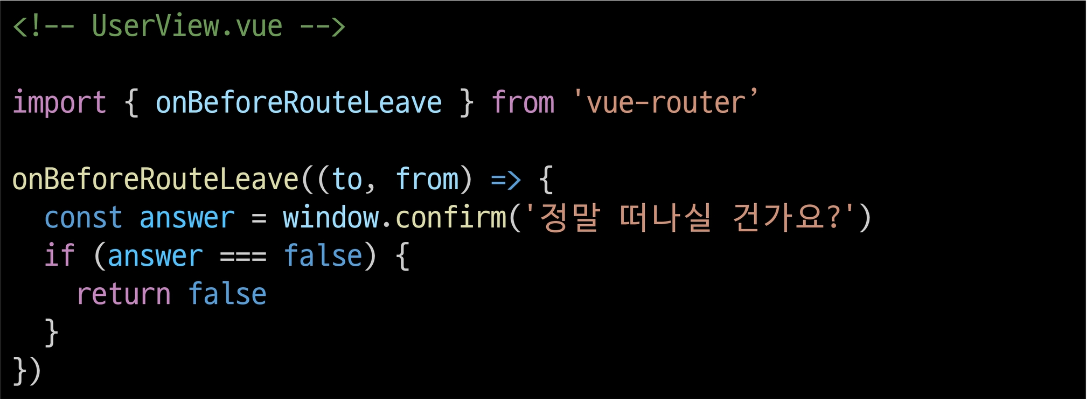 <!-- UserView.vue -->
import { onBeforeRouteLeave } from 'vue-router’
onBeforeRouteLeave((to, from) => {
  const answer = window.confirm('정말 떠나실 건가요?')
  if (answer === false) {
    return false
  }
})